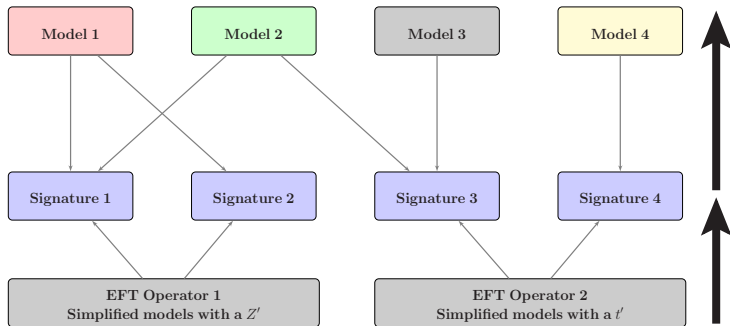 Model 1
Model 2
Model 3
Model 4
Signature 1
Signature 2
Signature 3
Signature 4
EFT Operator 1
Simplified models with a Z′
EFT Operator 2
Simplified models with a t′